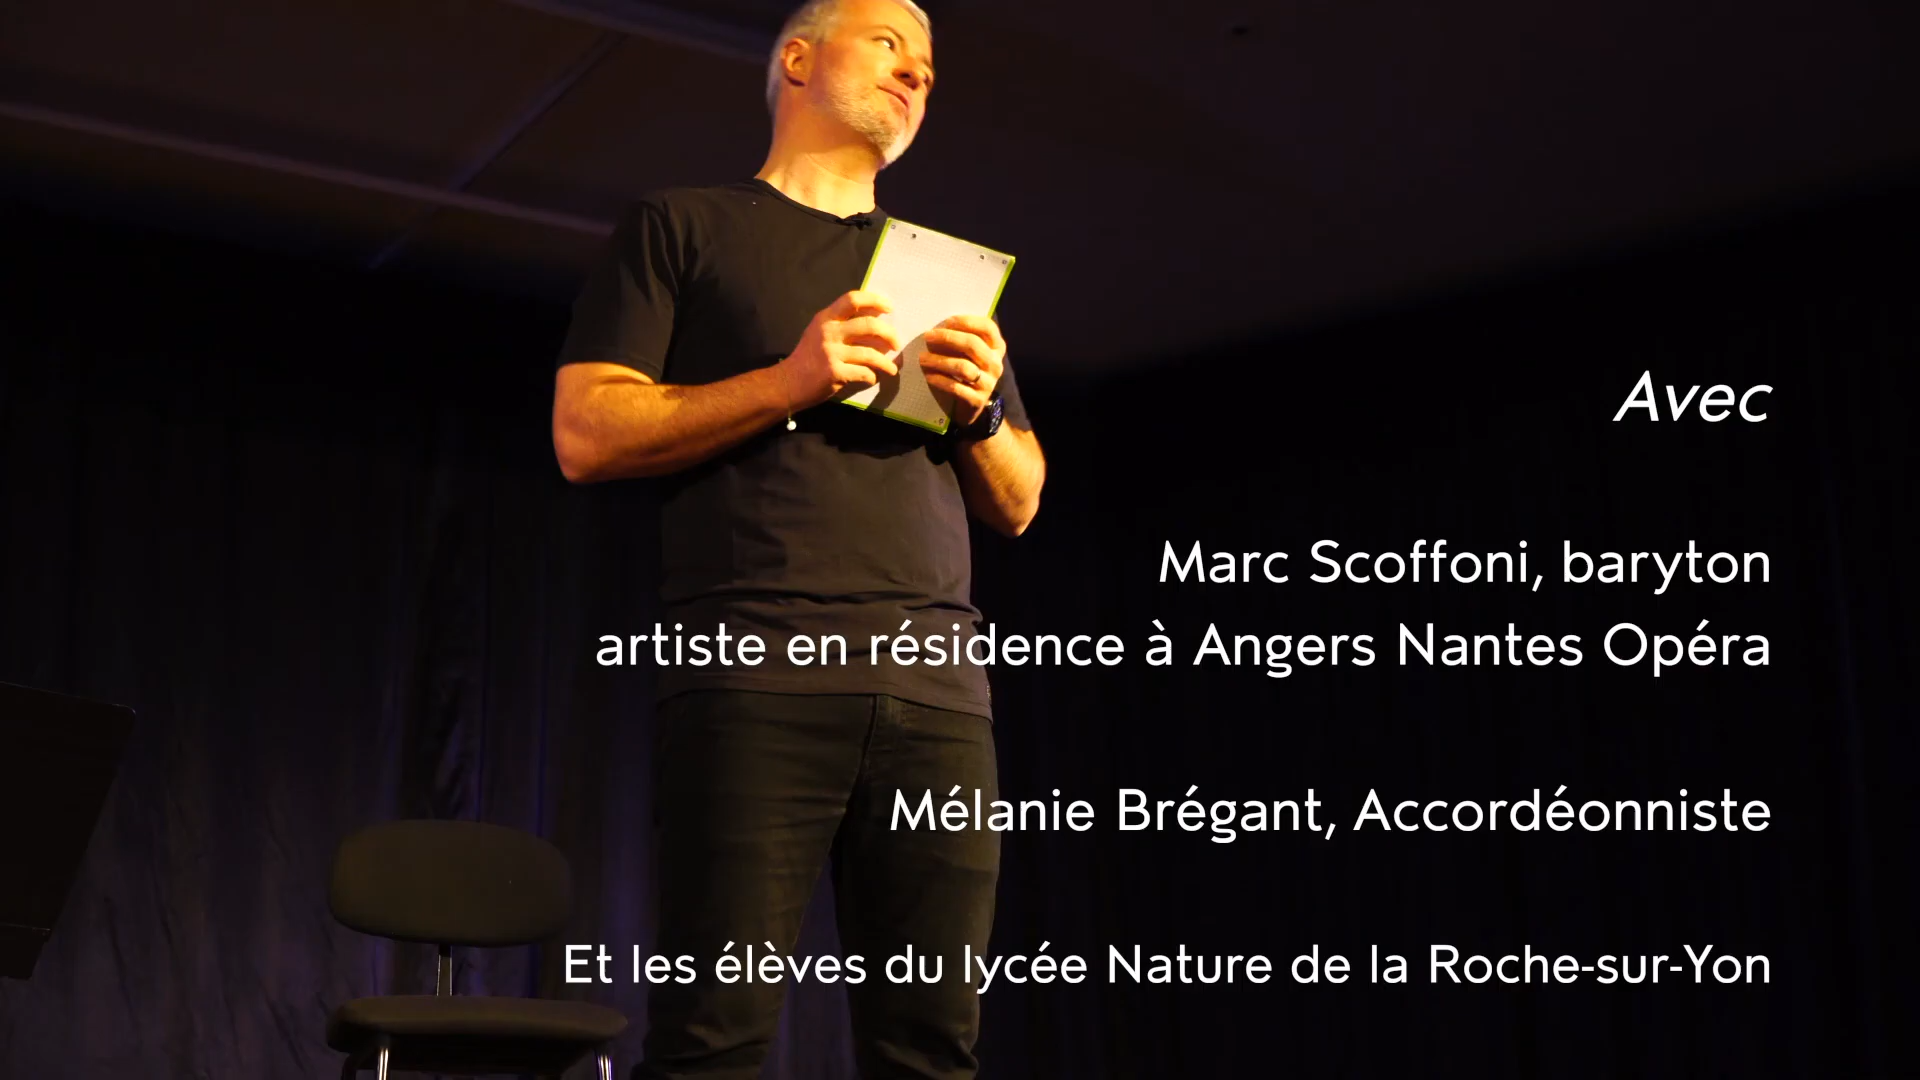 Avec
Marc Scoffoni, baryton
artiste en résidence à Angers Nantes Opéra
Mélanie Brégant, Accordéonniste
Et les élèves du lycée Nature de la Roche-sur-Yon